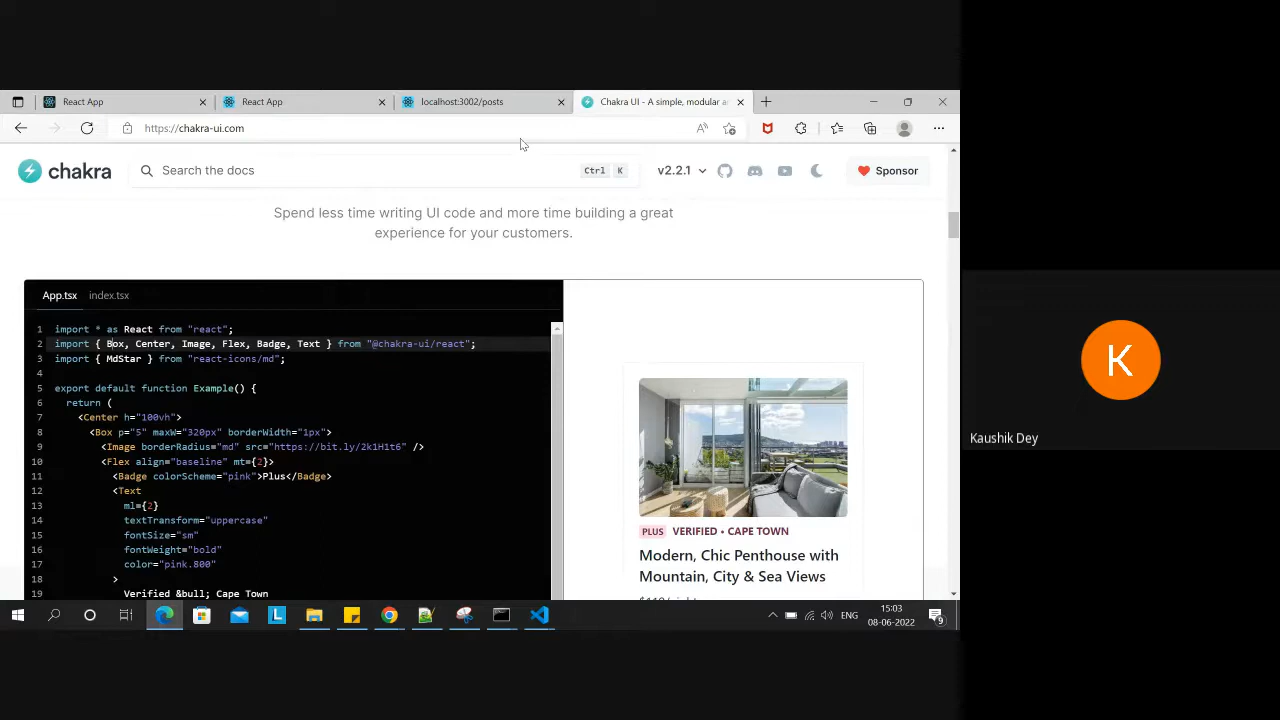 React App
React App
localhost:3002/posts
Chakra UI - A simple, modular a
https://chakra-ui.com
chakra
Search the docs
Ctrl K
v2.2.1
Sponsor
Spend less time writing UI code and more time building a great
experience for your customers.
App.tsx index.tsx
1 import * as React from "react";
2 import { Box, Center, Image, Flex, Badge, Text } from "@chakra-ui/react";
3 import { MdStar } from "react-icons/md";
4
5 export default function Example() {
6 return (
7 <Center h="100vh">
8 <Box p="5" maxW="320px" borderWidth="1px">
9 <Image borderRadius="md" src="https://bit.ly/2k1H1t6" />
10 <Flex align="baseline" mt={2}>
11 <Badge colorScheme="pink">Plus</Badge>
12 <Text
13 ml={2}
14 textTransform="uppercase"
15 fontSize="sm"
16 fontWeight="bold"
17 color="pink.800"
18 >
19 Verified &bull; Cape Town
PLUS VERIFIED • CAPE TOWN
Modern, Chic Penthouse with
Mountain, City & Sea Views
K
Kaushik Dey
L
ENG
15:03
08-06-2022
9